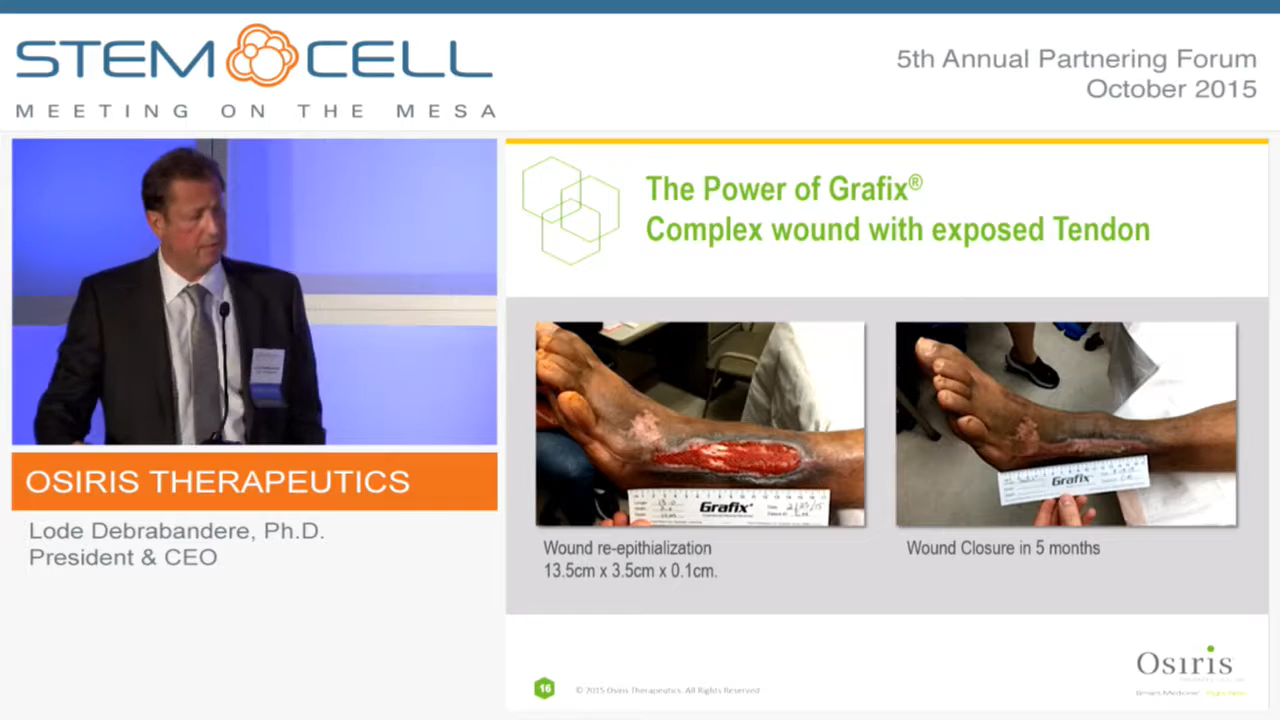 STEM CELL
MEETING ON THE MESA
5th Annual Partnering Forum
October 2015
The Power of Grafix®
Complex wound with exposed Tendon
Grafix®
Grafix®
Wound re-epithialization
13.5cm x 3.5cm x 0.1cm.
Wound Closure in 5 months
OSIRIS THERAPEUTICS
Lode Debrabandere, Ph.D.
President & CEO
Osiris
Smart Medicine.
16
© 2015 Osiris Therapeutics. All Rights Reserved